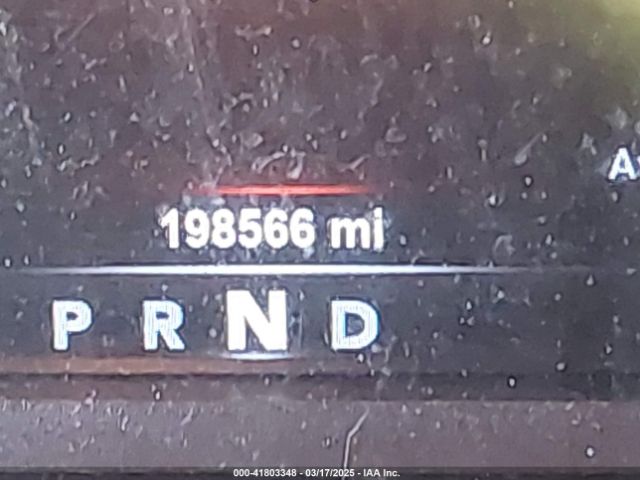 198566 mi
P R N D
000-41803348 - 03/17/2025 - IAA Inc.